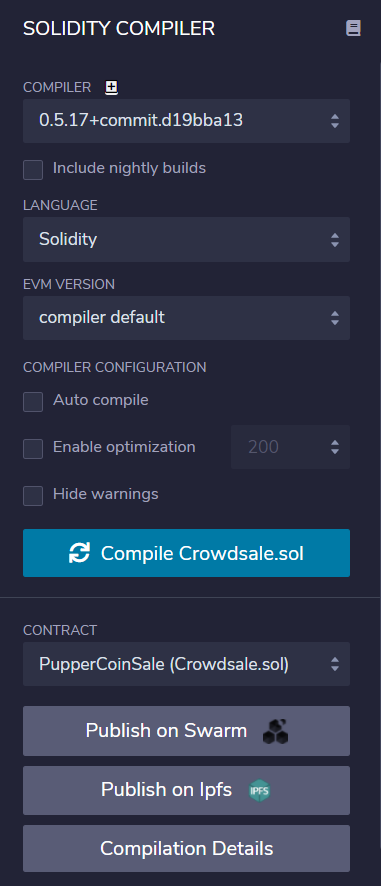 SOLIDITY COMPILER
COMPILER
0.5.17+commit.d19bba13
Include nightly builds
LANGUAGE
Solidity
EVM VERSION
compiler default
COMPILER CONFIGURATION
Auto compile
Enable optimization 200
Hide warnings
Compile Crowdsale.sol
CONTRACT
PupperCoinSale (Crowdsale.sol)
Publish on Swarm
Publish on Ipfs IPFS
Compilation Details